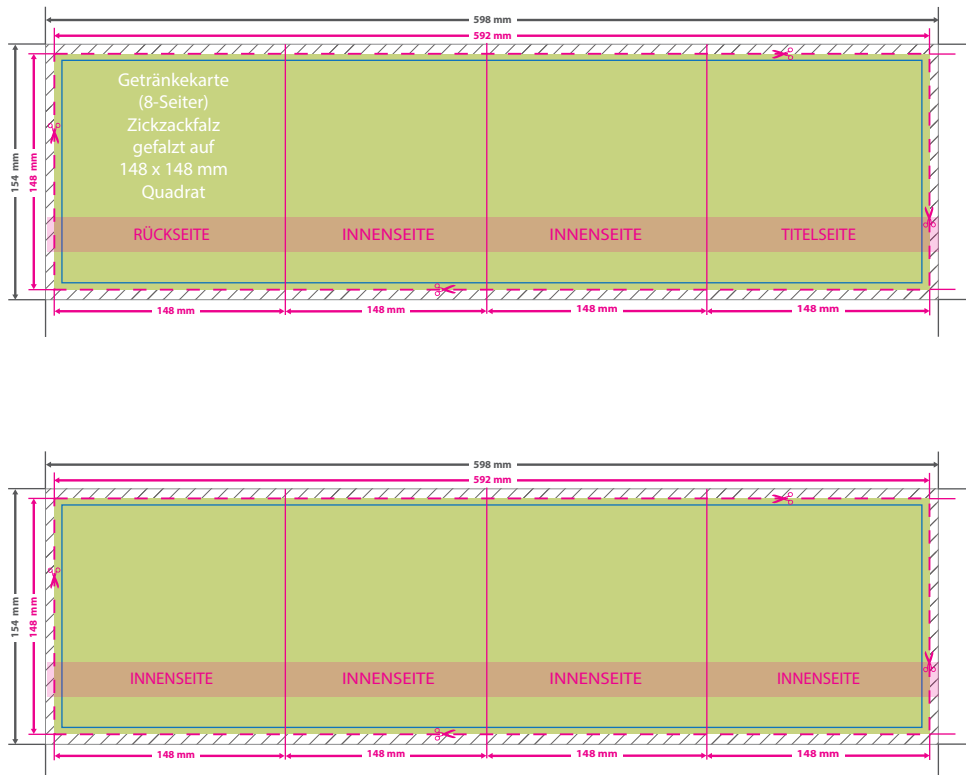 598 mm
592 mm
Getränkekarte
(8-Seiter)
Zickzackfalz
gefalzt auf
148 x 148 mm
Quadrat
154 mm
148 mm
RÜCKSEITE
INNENSEITE
INNENSEITE
TITELSEITE
148 mm
148 mm
148 mm
148 mm
598 mm
592 mm
154 mm
148 mm
INNENSEITE
INNENSEITE
INNENSEITE
INNENSEITE
148 mm
148 mm
148 mm
148 mm